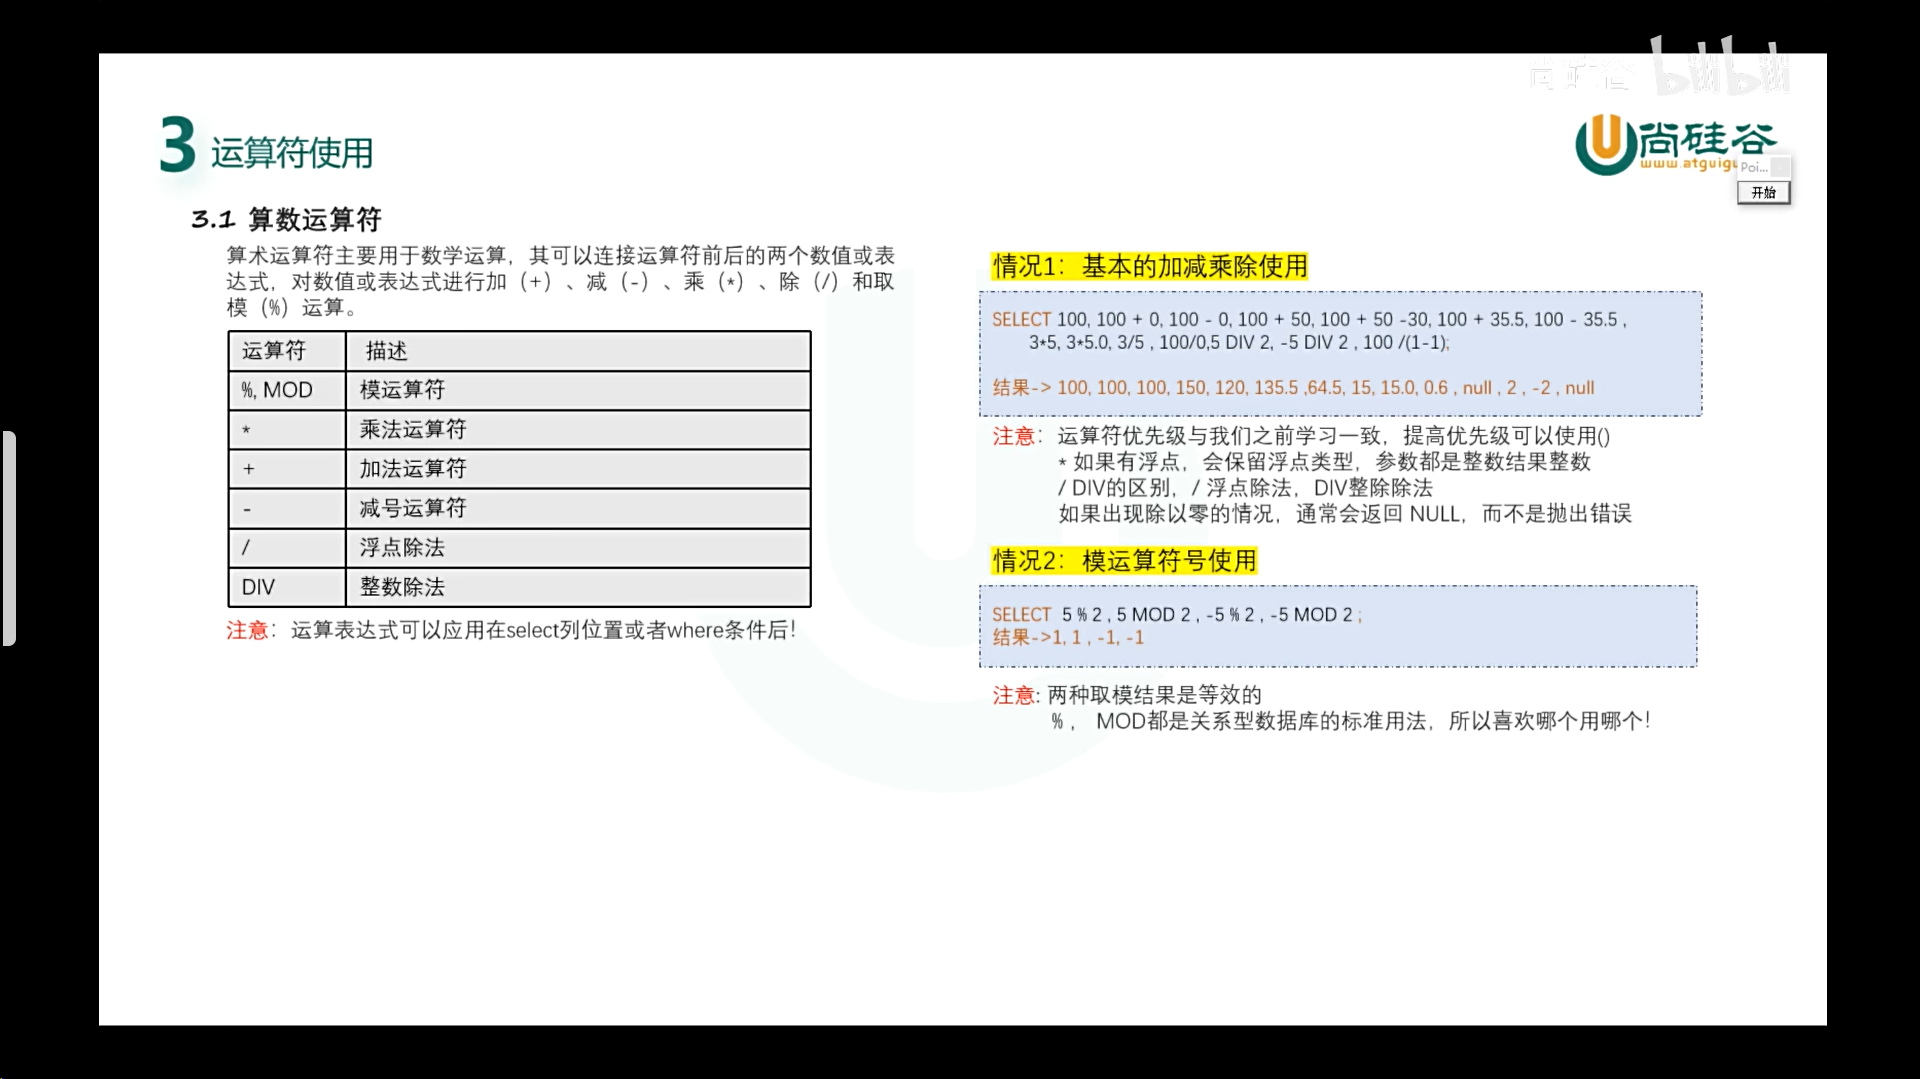 尚硅谷 bilibili
3 运算符使用
尚硅谷
www.atguigu
Poi...
开始
3.1 算数运算符
算术运算符主要用于数学运算，其可以连接运算符前后的两个数值或表
达式，对数值或表达式进行加（+）、减（-）、乘（*）、除（/）和取
模（%）运算。
运算符 描述
%, MOD 模运算符
* 乘法运算符
+ 加法运算符
- 减号运算符
/ 浮点除法
DIV 整数除法
注意：运算表达式可以应用在select列位置或者where条件后！
情况1：基本的加减乘除使用
SELECT 100, 100 + 0, 100 - 0, 100 + 50, 100 + 50 -30, 100 + 35.5, 100 - 35.5 ,
3*5, 3*5.0, 3/5 , 100/0,5 DIV 2, -5 DIV 2 , 100 /(1-1);
结果-> 100, 100, 100, 150, 120, 135.5 ,64.5, 15, 15.0, 0.6 , null , 2 , -2 , null
注意：运算符优先级与我们之前学习一致，提高优先级可以使用()
* 如果有浮点，会保留浮点类型，参数都是整数结果整数
/ DIV的区别，/ 浮点除法，DIV整除除法
如果出现除以零的情况，通常会返回 NULL，而不是抛出错误
情况2：模运算符号使用
SELECT 5 % 2 , 5 MOD 2 , -5 % 2 , -5 MOD 2 ;
结果->1, 1 , -1, -1
注意: 两种取模结果是等效的
% ， MOD都是关系型数据库的标准用法，所以喜欢哪个用哪个！